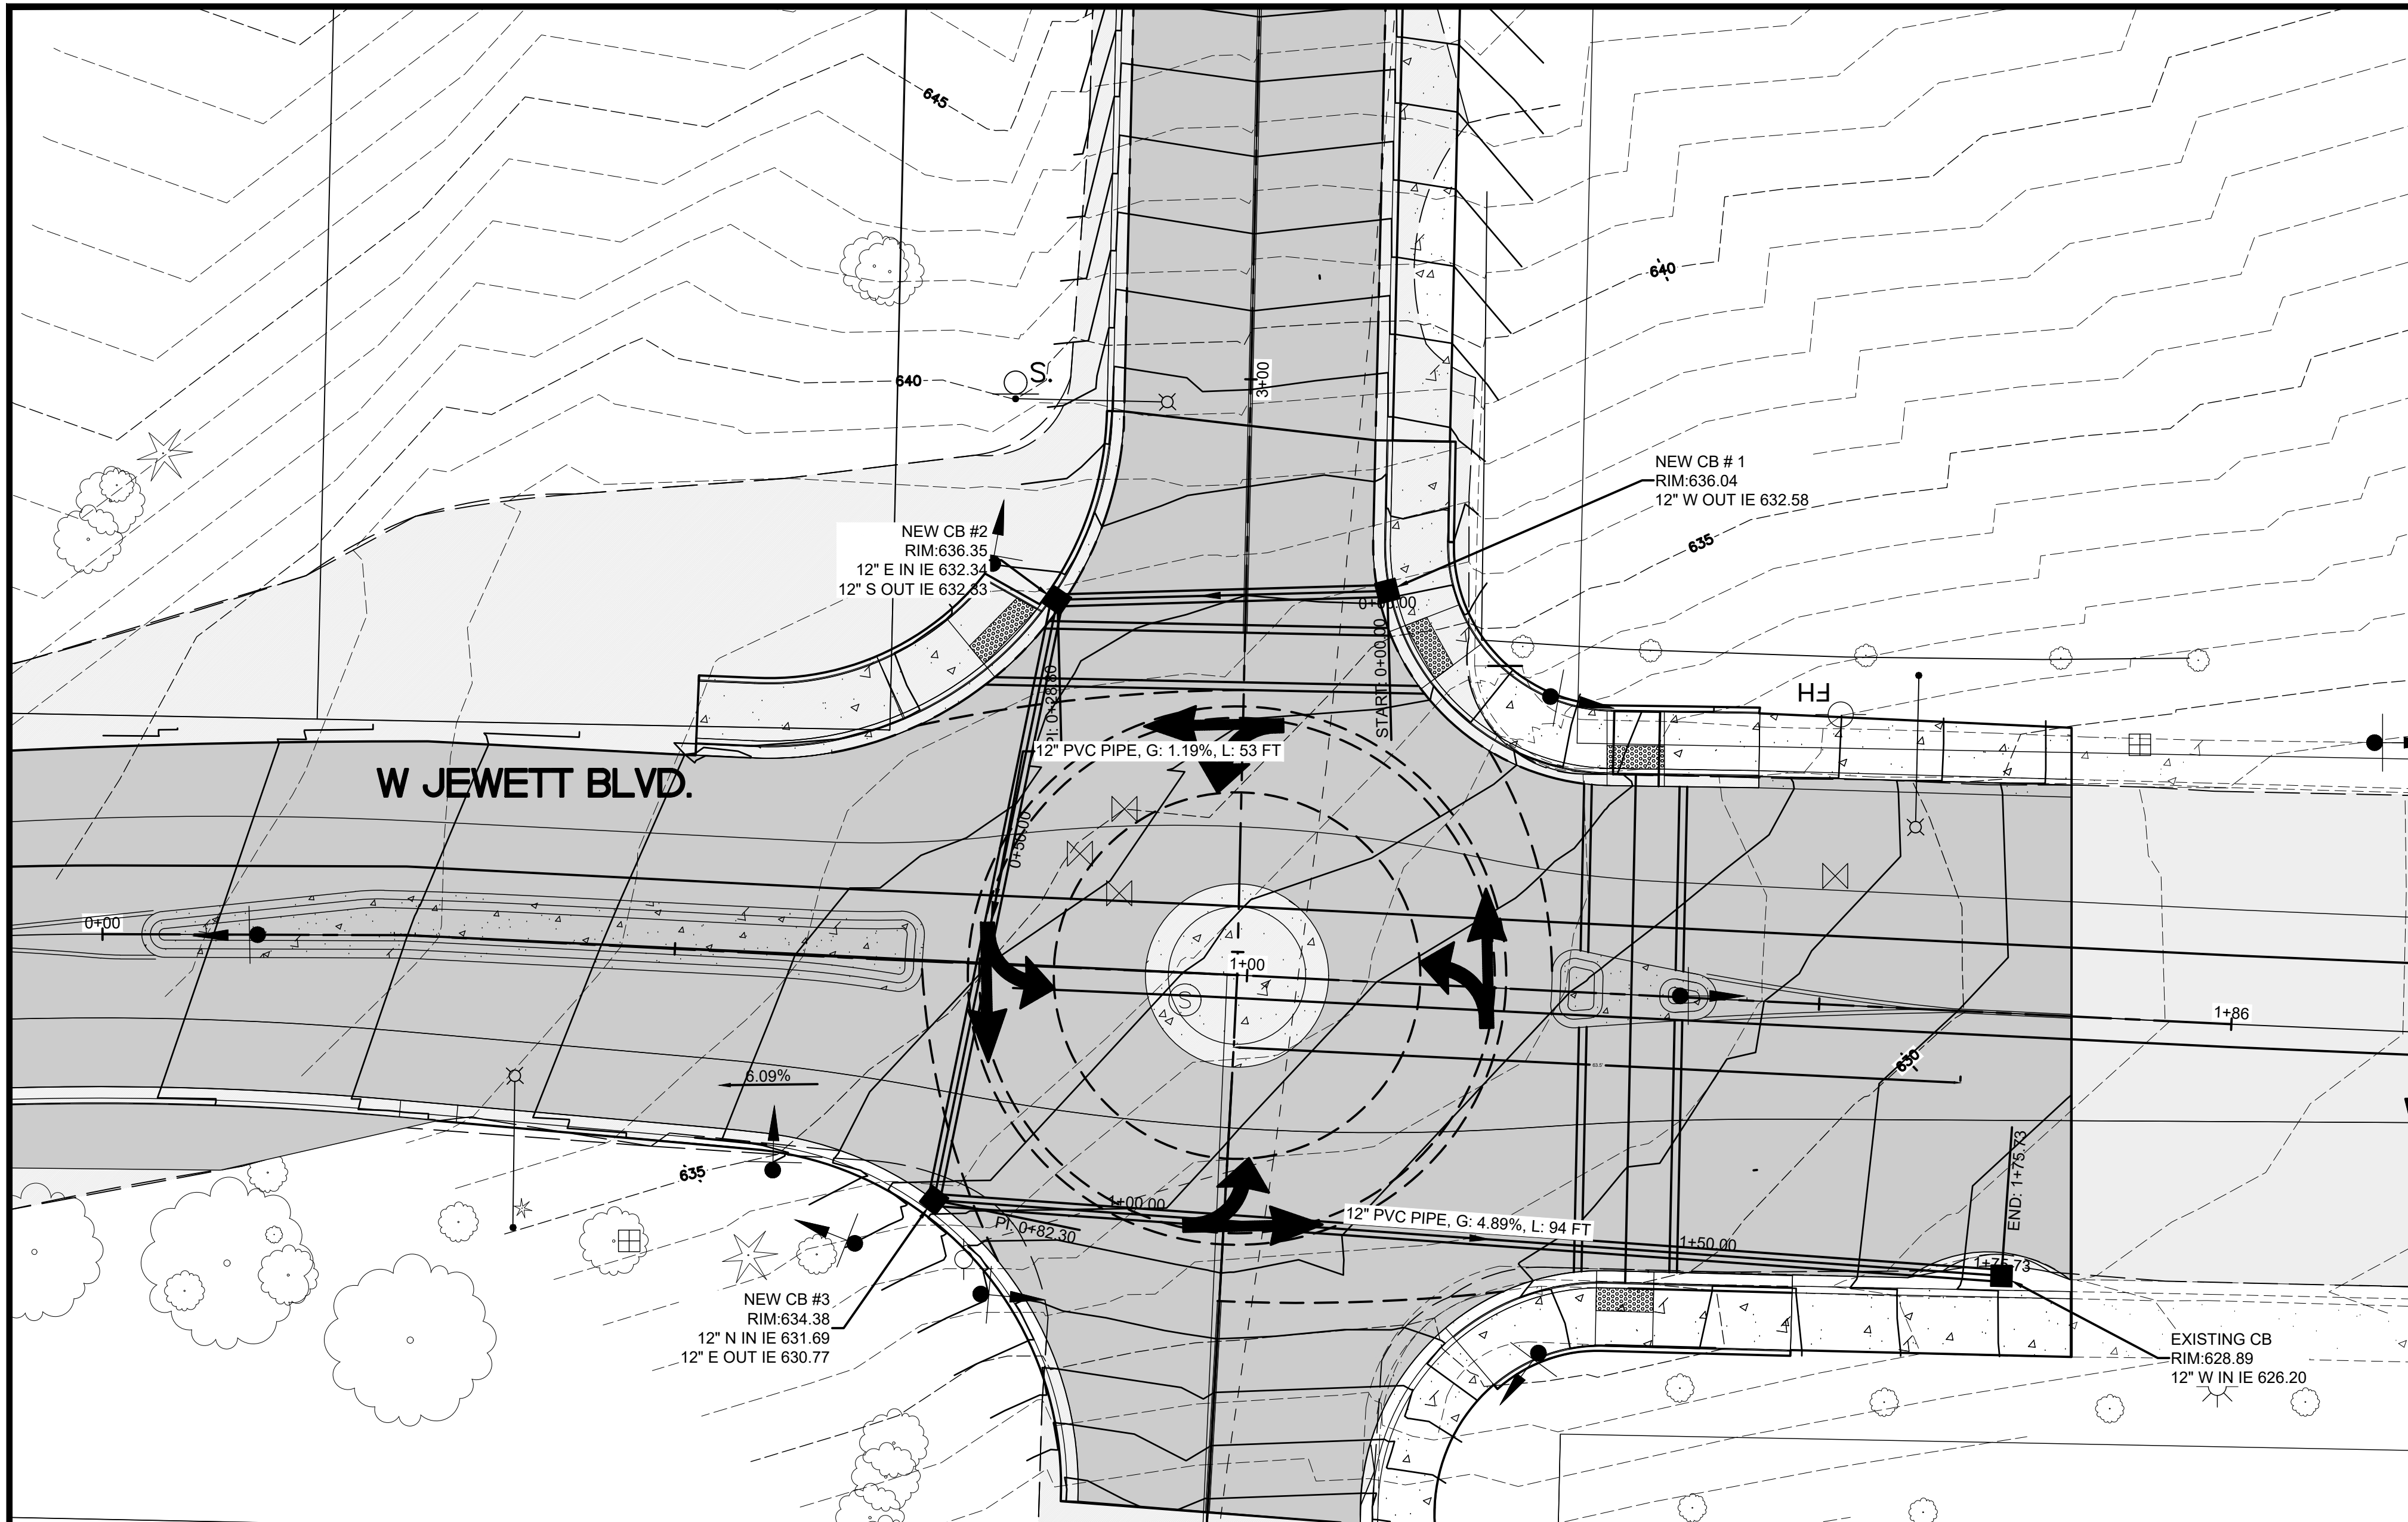 645
640
S.
3+00
640
NEW CB # 1
RIM:636.04
12" W OUT IE 632.58
635
NEW CB #2
RIM:636.35
12" E IN IE 632.34
12" S OUT IE 632.33
START: 0+00.00
PI: 0+28.80
FH
12" PVC PIPE, G: 1.19%, L: 53 FT
W JEWETT BLVD.
0+50.00
0+00
1+00
S
1+86
630
6.09%
635
1+00.00
PI: 0+82.30
12" PVC PIPE, G: 4.89%, L: 94 FT
1+50.00
END: 1+75.73
1+75.73
NEW CB #3
RIM:634.38
12" N IN IE 631.69
12" E OUT IE 630.77
EXISTING CB
RIM:628.89
12" W IN IE 626.20